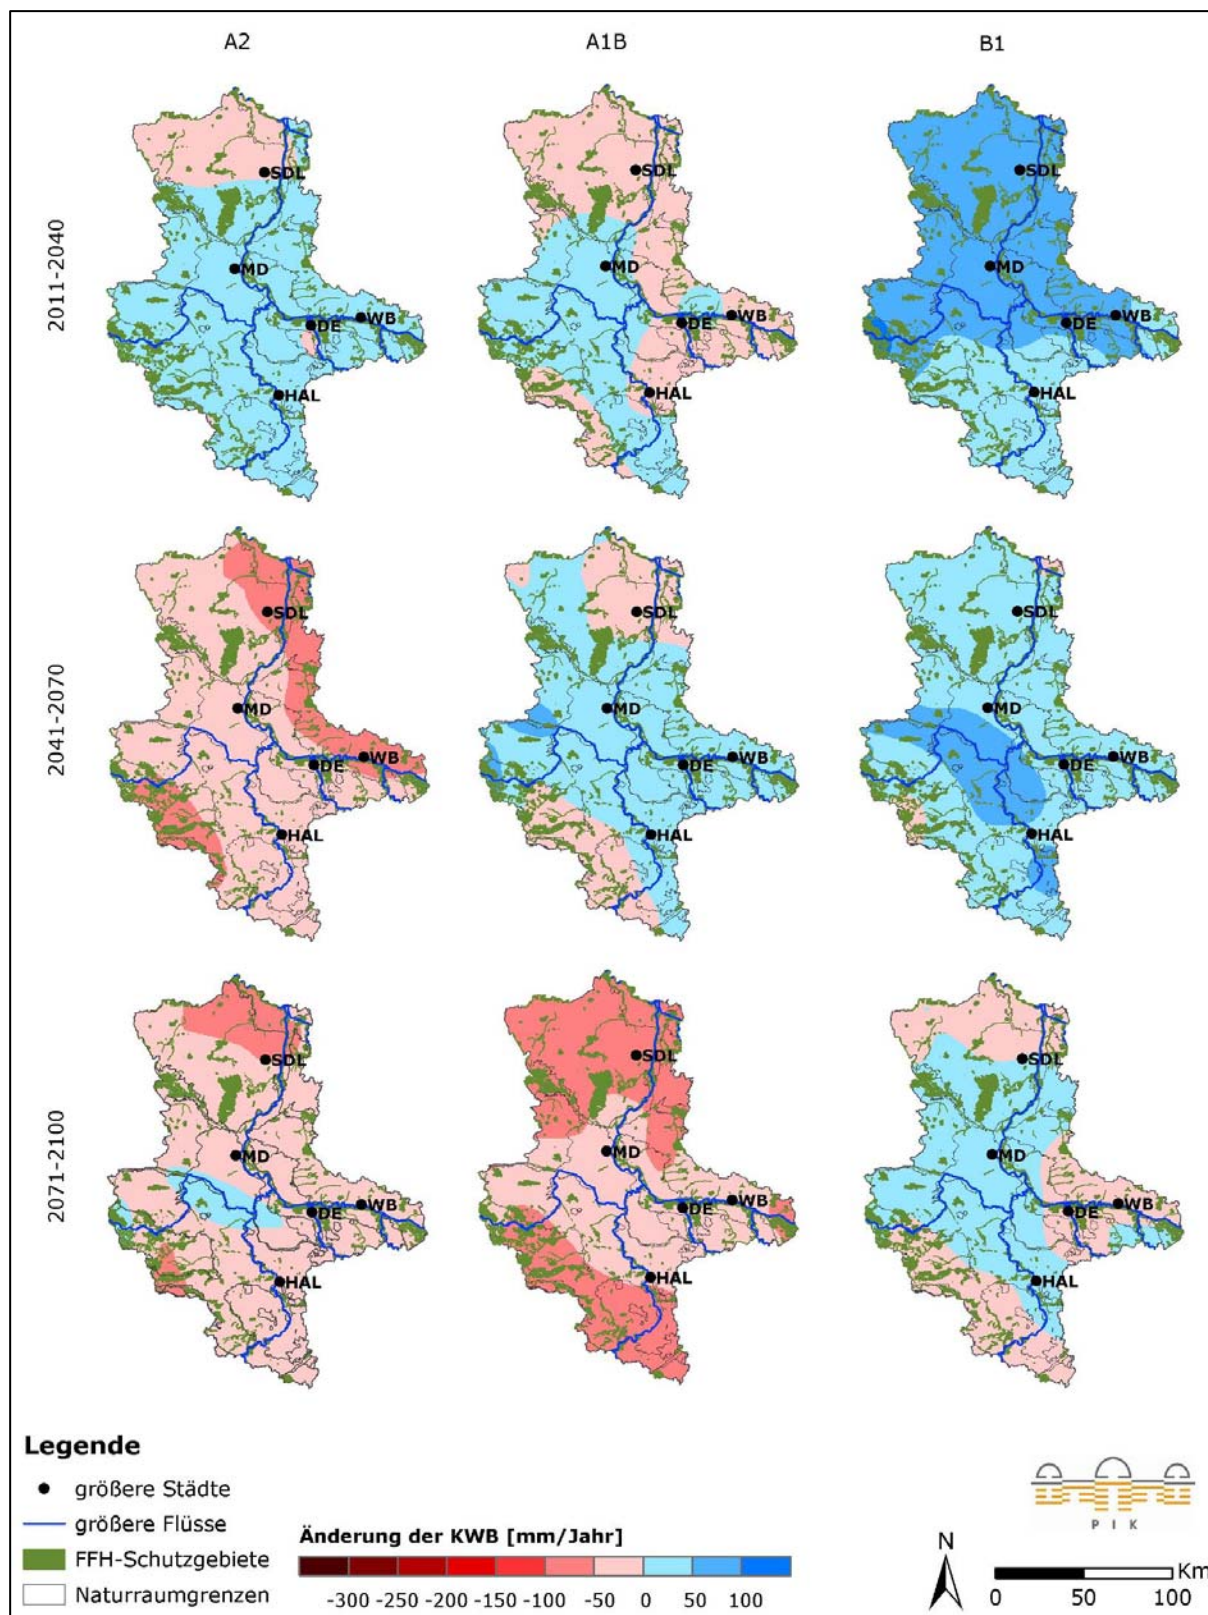 A2 A1B B1
2011-2040
SDL SDL SDL
MD MD MD
DE WB DE WB DE WB
HAL HAL HAL
2041-2070
SDL SDL SDL
MD MD MD
DE WB DE WB DE WB
HAL HAL HAL
2071-2100
SDL SDL SDL
MD MD MD
DE WB DE WB DE WB
HAL HAL HAL
Legende
größere Städte
größere Flüsse
FFH-Schutzgebiete
Naturraumgrenzen
Änderung der KWB [mm/Jahr]
-300 -250 -200 -150 -100 -50 0 50 100
P I K
N
Km
0 50 100